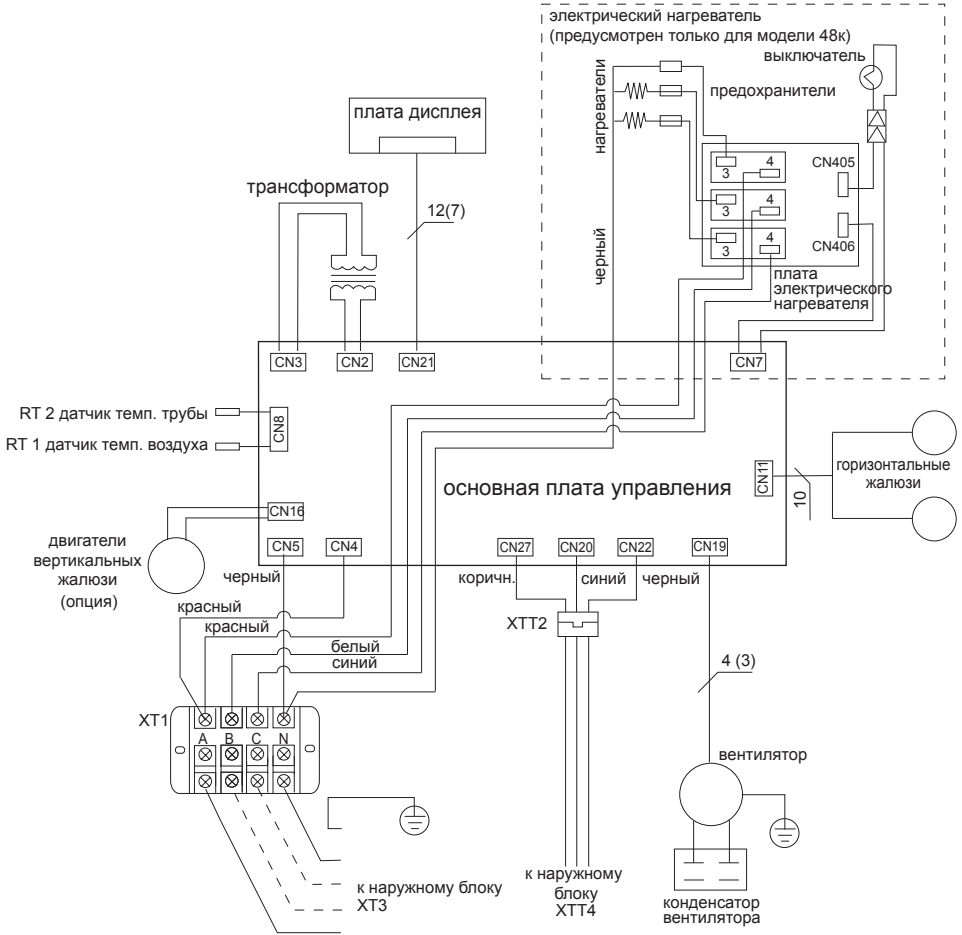 электрический нагреватель
(предусмотрен только для модели 48к)
выключатель
предохранители
нагреватели
плата дисплея
трансформатор
12(7)
3
4
3
4
3
4
CN405
CN406
черный
плата
электрического
нагревателя
CN3
CN2
CN21
CN7
RT 2 датчик темп. трубы
RT 1 датчик темп. воздуха
CN8
CN11
10
горизонтальные
жалюзи
основная плата управления
CN16
двигатели
вертикальных
жалюзи
(опция)
CN5
CN4
CN27
CN20
CN22
CN19
черный
коричн.
синий
черный
красный
красный
белый
синий
XTT2
4 (3)
XT1
A
B
C
N
вентилятор
к наружному блоку
XT3
к наружному
блоку
XTT4
конденсатор
вентилятора